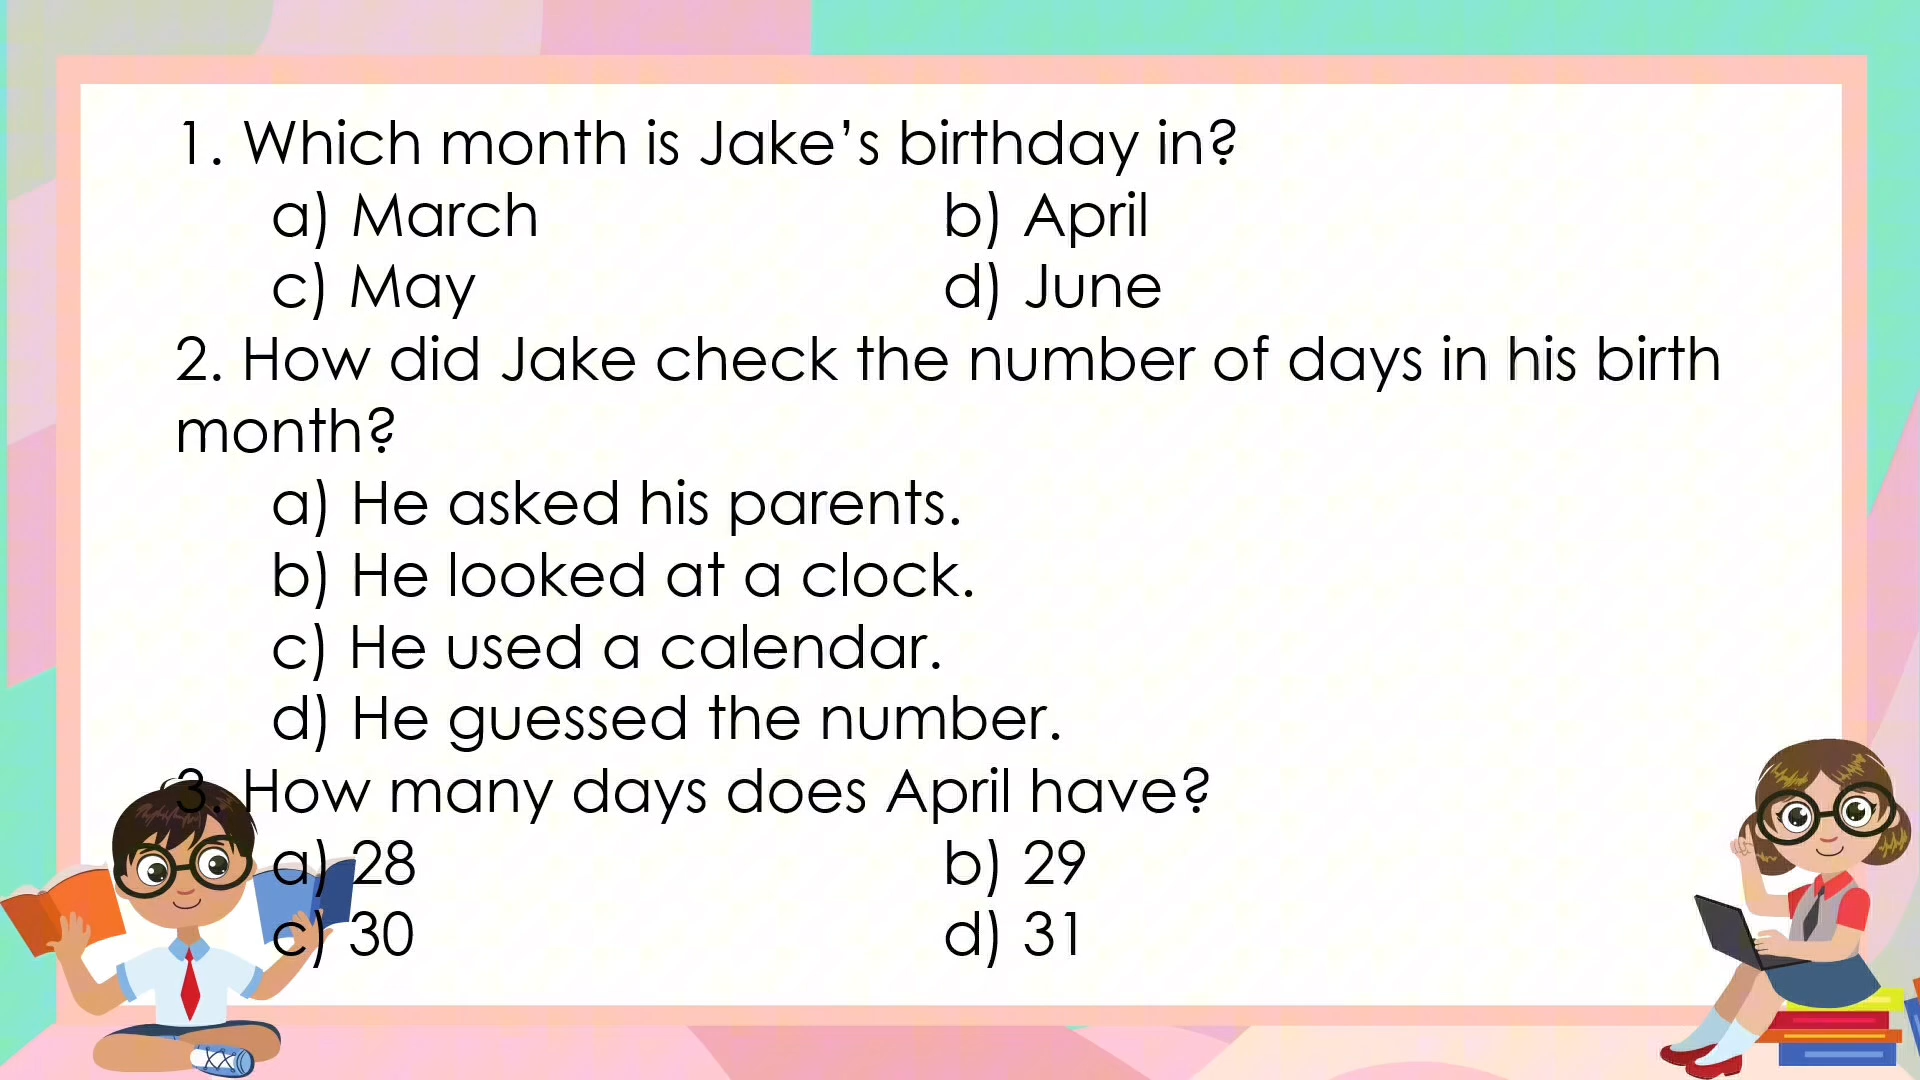 1. Which month is Jake’s birthday in?
a) March b) April
c) May d) June
2. How did Jake check the number of days in his birth
month?
a) He asked his parents.
b) He looked at a clock.
c) He used a calendar.
d) He guessed the number.
3. How many days does April have?
a) 28 b) 29
c) 30 d) 31